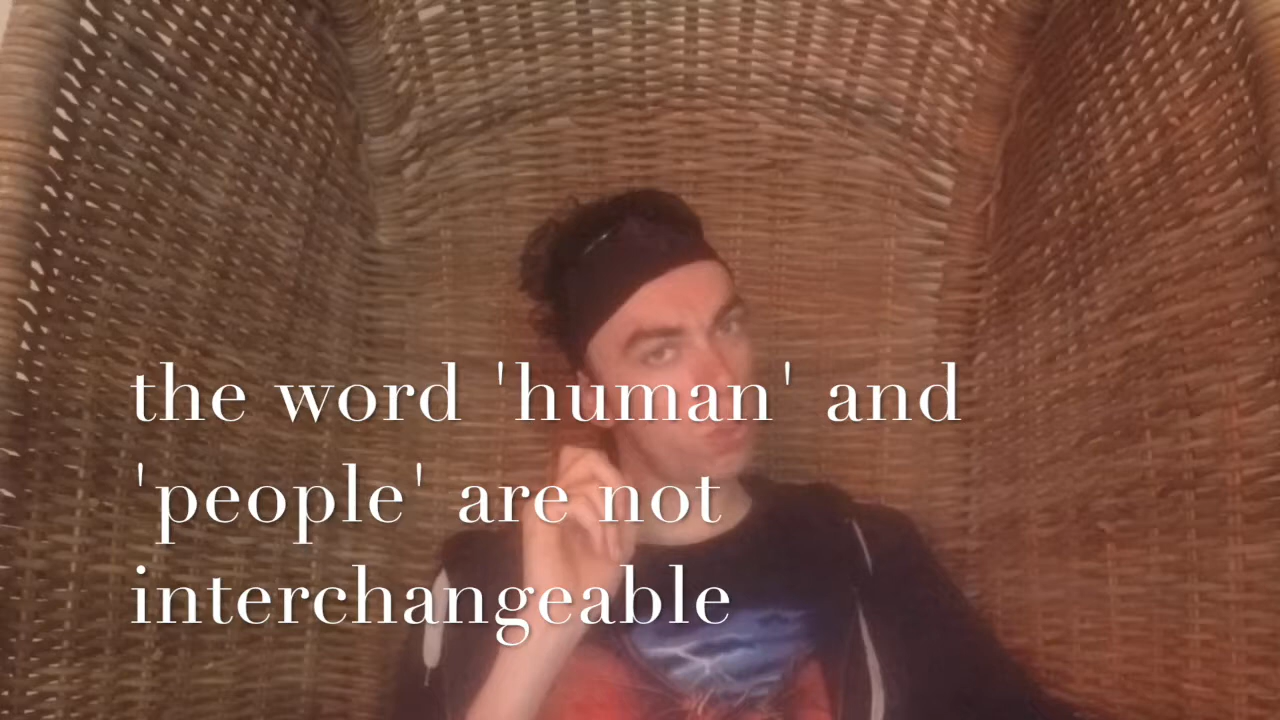 the word 'human' and
'people' are not
interchangeable